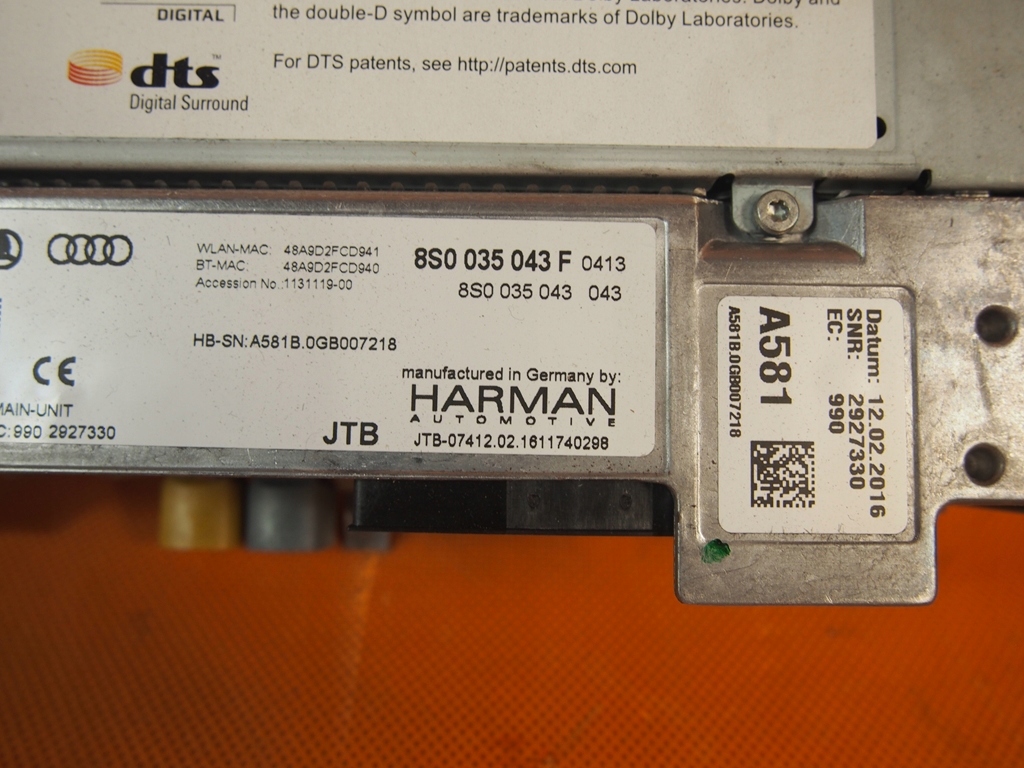 DIGITAL
the double-D symbol are trademarks of Dolby Laboratories.
dts™
Digital Surround
For DTS patents, see http://patents.dts.com
WLAN-MAC: 48A9D2FCD941
BT-MAC: 48A9D2FCD940
Accession No.:1131119-00
8S0 035 043 F 0413
8S0 035 043 043
HB-SN:A581B.0GB007218
CE
manufactured in Germany by:
HARMAN
AUTOMOTIVE
MAIN-UNIT
C:990 2927330
JTB
JTB-07412.02.1611740298
Datum: 12.02.2016
SNR: 2927330
EC: 990
A581
A581B.0GB007218